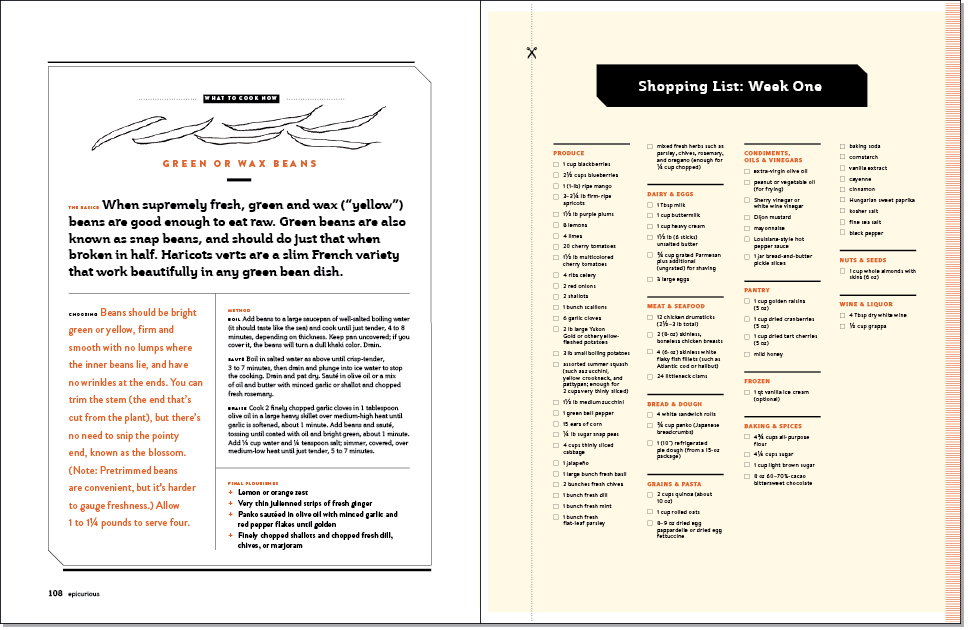 WHAT TO COOK NOW
GREEN OR WAX BEANS
THE BASICS When supremely fresh, green and wax (“yellow”)
beans are good enough to eat raw. Green beans are also
known as snap beans, and should do just that when
broken in half. Haricots verts are a slim French variety
that work beautifully in any green bean dish.
CHOOSING Beans should be bright
green or yellow, firm and
smooth with no lumps where
the inner beans lie, and have
no wrinkles at the ends. You can
trim the stem (the end that’s
cut from the plant), but there’s
no need to snip the pointy
end, known as the blossom.
(Note: Pretrimmed beans
are convenient, but it’s harder
to gauge freshness.) Allow
1 to 1¼ pounds to serve four.
METHOD
BOIL Add beans to a large saucepan of well-salted boiling water
(it should taste like the sea) and cook until just tender, 4 to 8
minutes, depending on thickness. Keep pan uncovered; if you
cover it, the beans will turn a dull khaki color. Drain.
SAUTÉ Boil in salted water as above until crisp-tender,
3 to 7 minutes, then drain and plunge into ice water to stop
the cooking. Drain and pat dry. Sauté in olive oil or a mix
of oil and butter with minced garlic or shallot and chopped
fresh rosemary.
BRAISE Cook 2 finely chopped garlic cloves in 1 tablespoon
olive oil in a large heavy skillet over medium-high heat until
garlic is softened, about 1 minute. Add beans and sauté,
tossing until coated with oil and bright green, about 1 minute.
Add ⅓ cup water and ¼ teaspoon salt; simmer, covered, over
medium-low heat until just tender, 5 to 7 minutes.
FINAL FLOURISHES
+ Lemon or orange zest
+ Very thin julienned strips of fresh ginger
+ Panko sautéed in olive oil with minced garlic and
red pepper flakes until golden
+ Finely chopped shallots and chopped fresh dill,
chives, or marjoram
108 epicurious
Shopping List: Week One
PRODUCE
1 cup blackberries
2½ cups blueberries
1 (1-lb) ripe mango
3–3¼ lb firm-ripe
apricots
1½ lb purple plums
8 lemons
4 limes
20 cherry tomatoes
1½ lb multicolored
cherry tomatoes
4 ribs celery
2 red onions
2 shallots
1 bunch scallions
6 garlic cloves
2 lb large Yukon
Gold or other yellow-
fleshed potatoes
3 lb small boiling potatoes
assorted summer squash
(such as zucchini,
yellow crookneck, and
pattypan; enough for
2 cups very thinly sliced)
1½ lb medium zucchini
1 green bell pepper
15 ears of corn
¼ lb sugar snap peas
4 cups thinly sliced
cabbage
1 jalapeño
1 large bunch fresh basil
2 bunches fresh chives
1 bunch fresh dill
1 bunch fresh mint
1 bunch fresh
flat-leaf parsley
mixed fresh herbs such as
parsley, chives, rosemary,
and oregano (enough for
¼ cup chopped)
DAIRY & EGGS
1 Tbsp milk
1 cup buttermilk
1 cup heavy cream
1½ lb (6 sticks)
unsalted butter
¾ cup grated Parmesan
plus additional
(ungrated) for shaving
3 large eggs
MEAT & SEAFOOD
12 chicken drumsticks
(2½–3 lb total)
2 (8-oz) skinless,
boneless chicken breasts
4 (6-oz) skinless white
flaky fish fillets (such as
Atlantic cod or halibut)
24 littleneck clams
BREAD & DOUGH
4 white sandwich rolls
¾ cup panko (Japanese
breadcrumbs)
1 (10") refrigerated
pie dough (from a 15-oz
package)
GRAINS & PASTA
2 cups quinoa (about
10 oz)
1 cup rolled oats
8–9 oz dried egg
pappardelle or dried egg
fettuccine
CONDIMENTS,
OILS & VINEGARS
extra-virgin olive oil
peanut or vegetable oil
(for frying)
Sherry vinegar or
white wine vinegar
Dijon mustard
mayonnaise
Louisiana-style hot
pepper sauce
1 jar bread-and-butter
pickle slices
PANTRY
1 cup golden raisins
(5 oz)
1 cup dried cranberries
(5 oz)
1 cup dried tart cherries
(5 oz)
mild honey
FROZEN
1 qt vanilla ice cream
(optional)
BAKING & SPICES
4¾ cups all-purpose
flour
4¼ cups sugar
1 cup light brown sugar
8 oz 60–70%-cacao
bittersweet chocolate
baking soda
cornstarch
vanilla extract
cayenne
cinnamon
Hungarian sweet paprika
kosher salt
fine sea salt
black pepper
NUTS & SEEDS
1 cup whole almonds with
skins (6 oz)
WINE & LIQUOR
4 Tbsp dry white wine
½ cup grappa